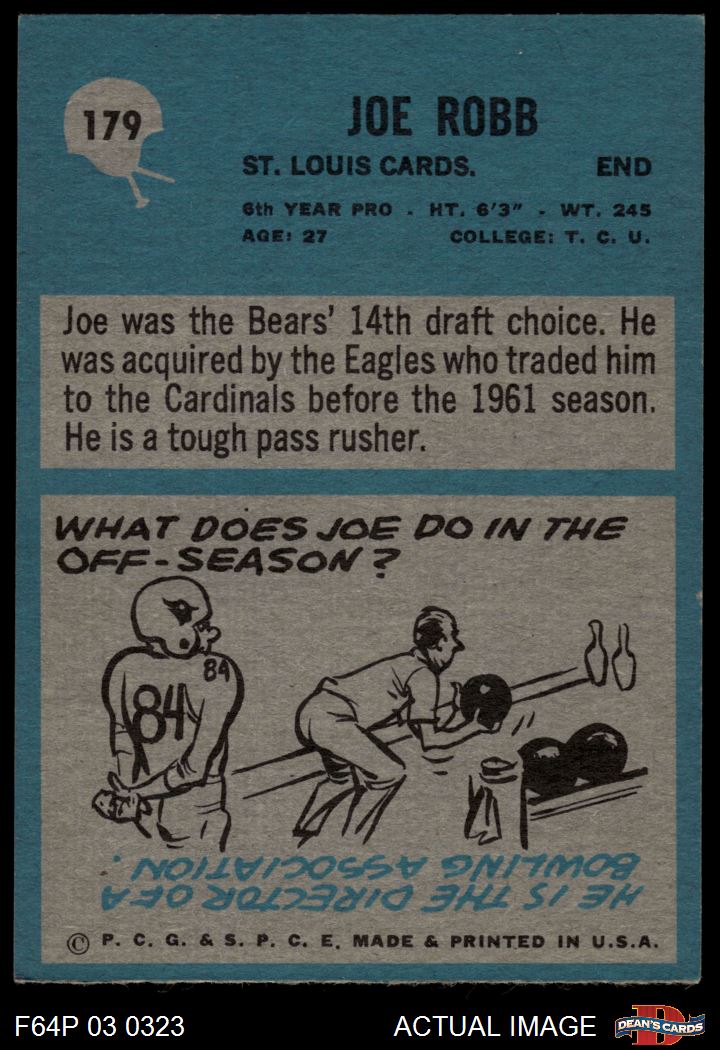 179
JOE ROBB
ST. LOUIS CARDS. END
6th YEAR PRO - HT. 6'3" - WT. 245
AGE: 27 COLLEGE: T. C. U.
Joe was the Bears' 14th draft choice. He
was acquired by the Eagles who traded him
to the Cardinals before the 1961 season.
He is a tough pass rusher.
WHAT DOES JOE DO IN THE
OFF-SEASON?
84
84
HE IS THE DIRECTOR OF A
BOWLING ASSOCIATION.
© P. C. G. & S. P. C. E. MADE & PRINTED IN U.S.A.
F64P 03 0323 ACTUAL IMAGE D DEAN'S CARDS